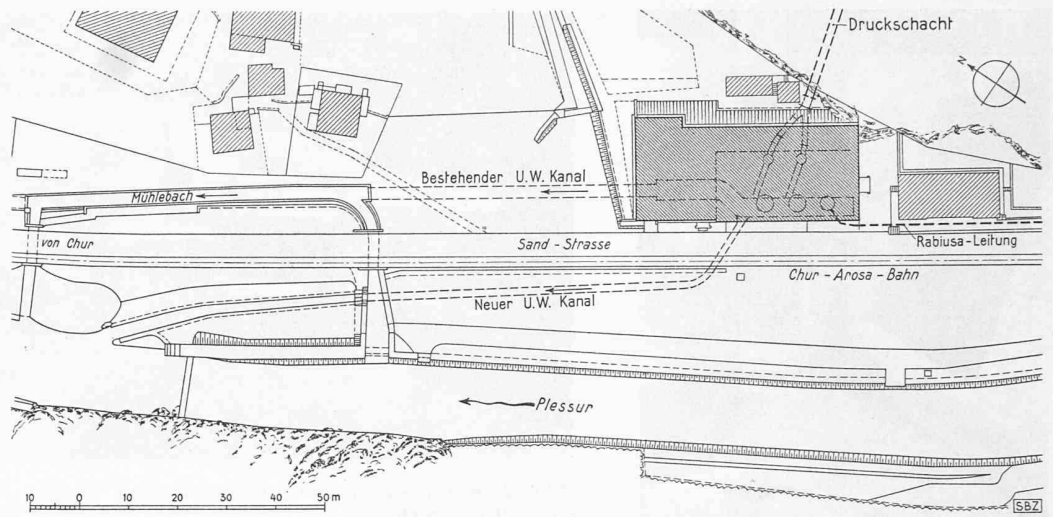 Druckschacht
N
Bestehender U.W. Kanal
Mühlebach
von Chur
Sand - Strasse
Rabiusa-Leitung
Chur - Arosa - Bahn
Neuer U.W. Kanal
Plessur
10 0 10 20 30 40 50 m
SBZ